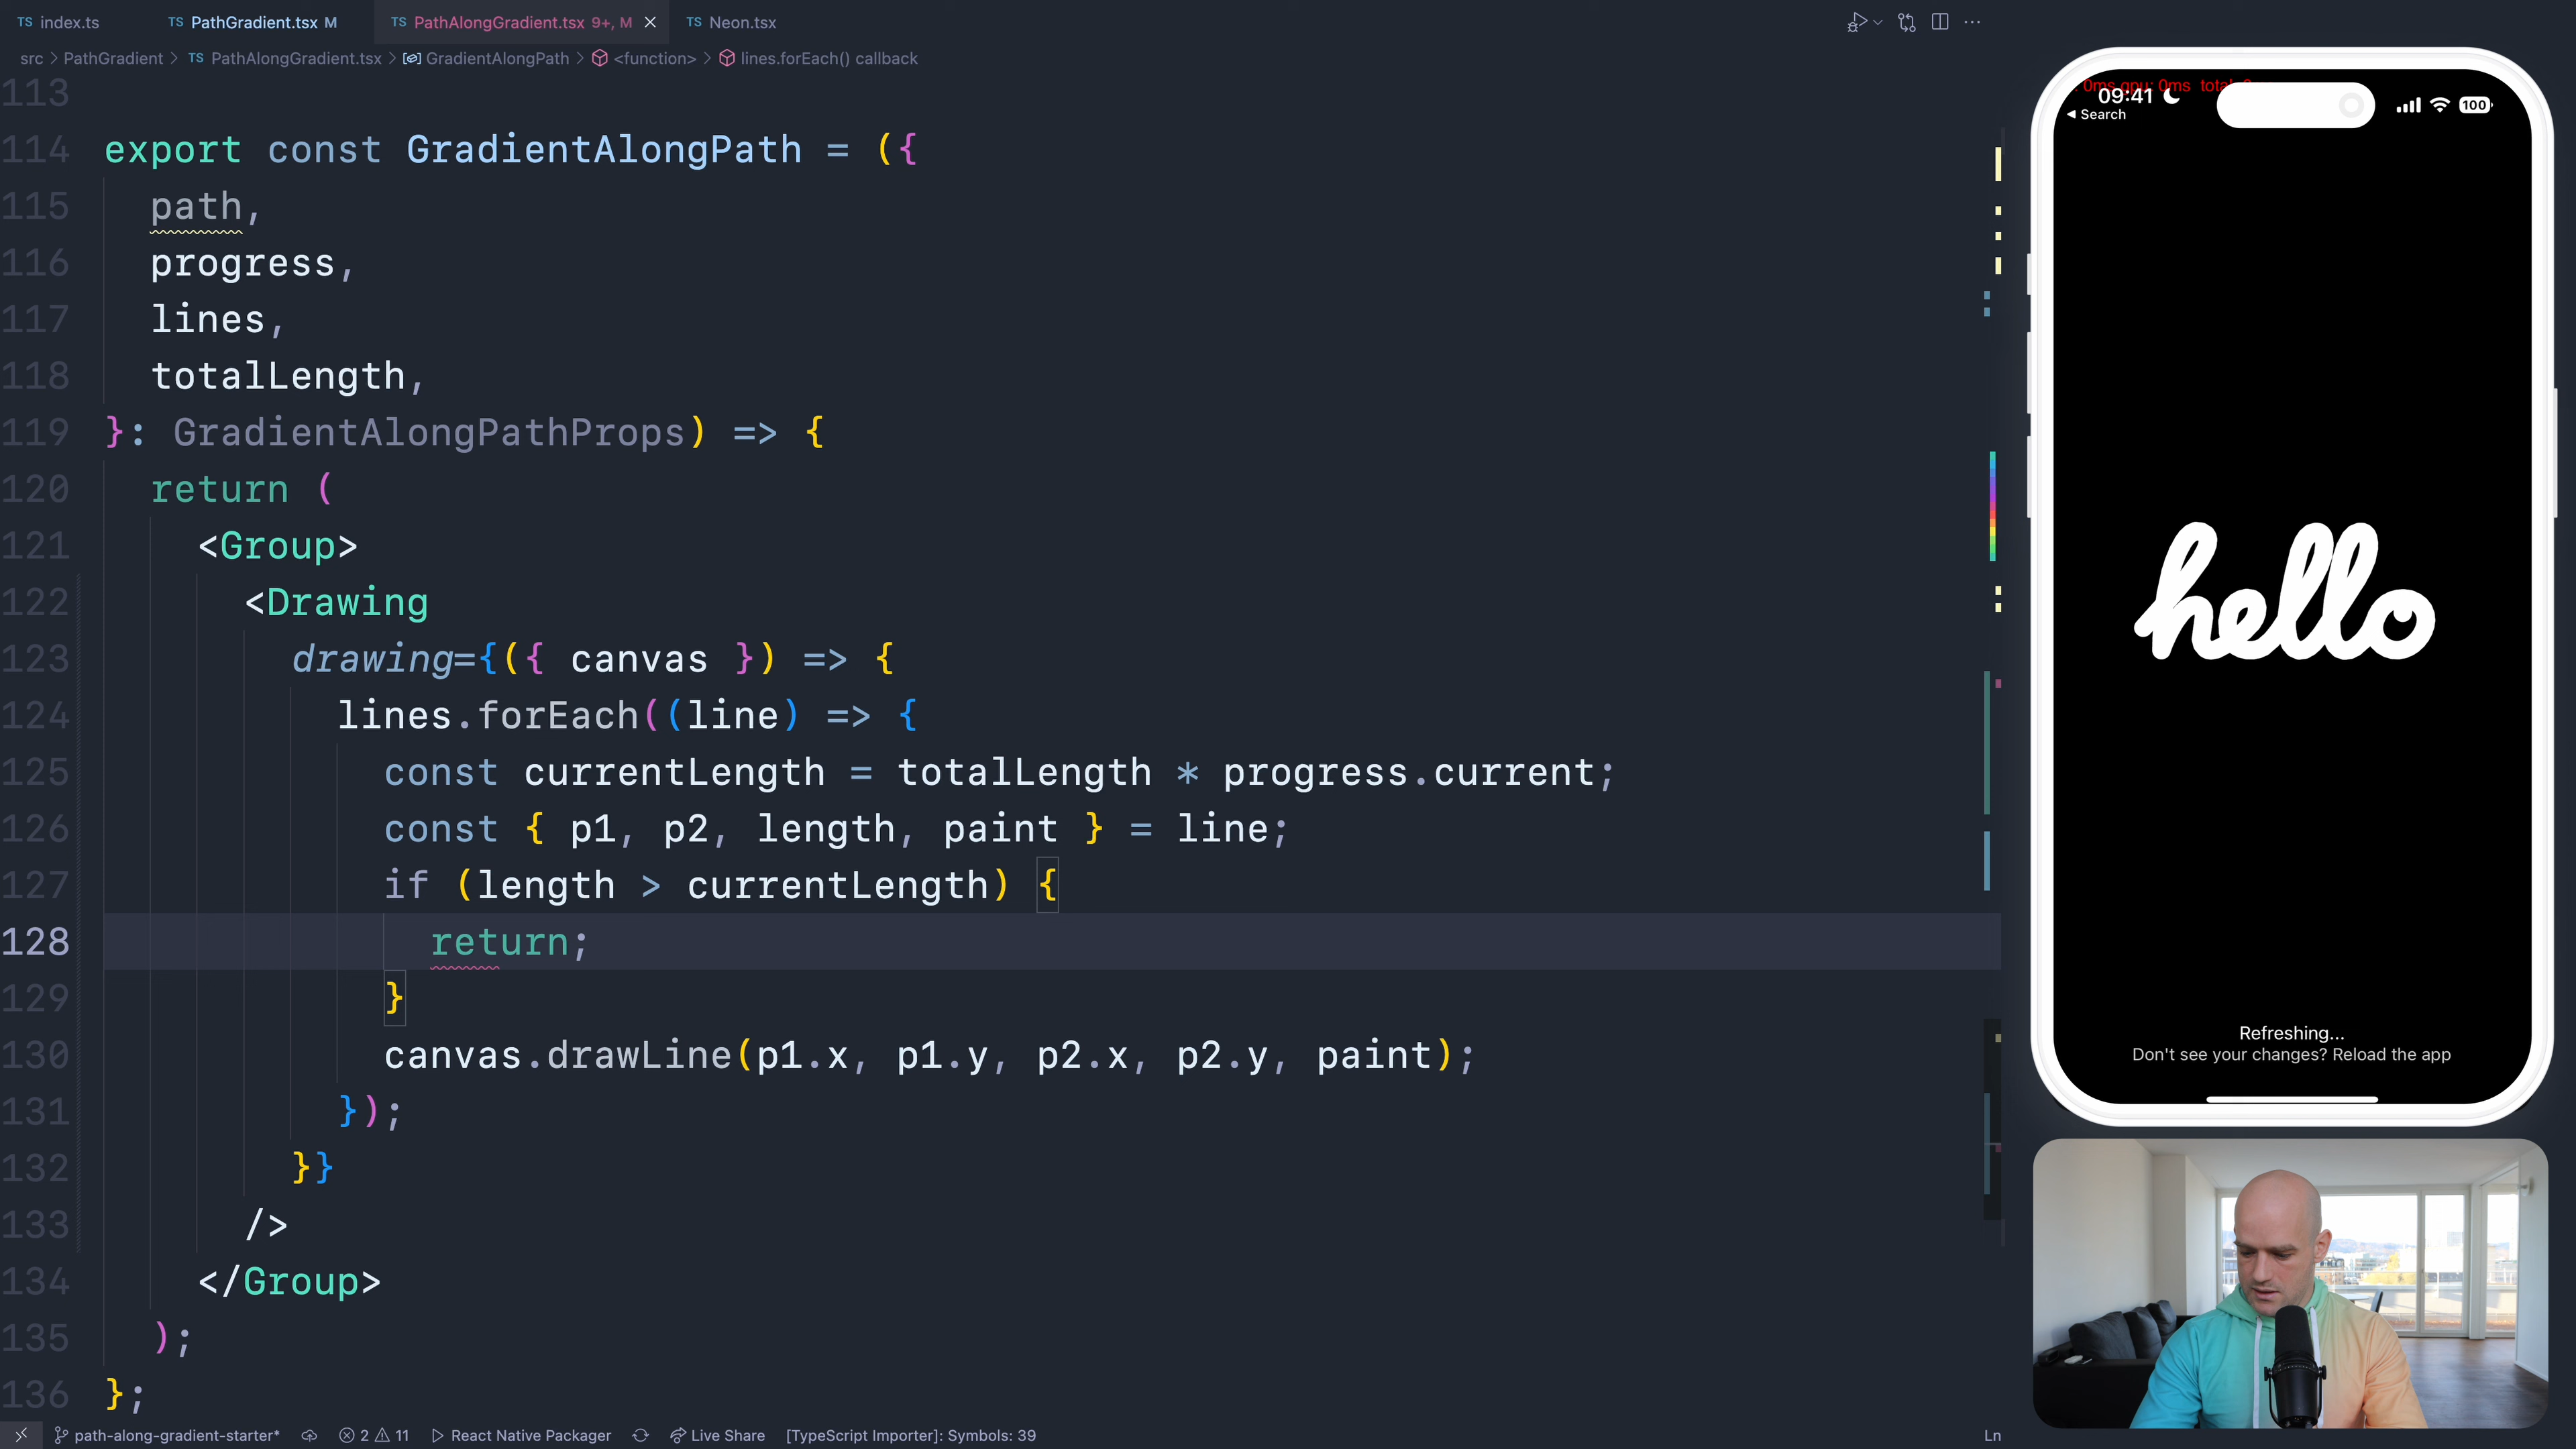 TS index.ts
TS PathGradient.tsx M
TS PathAlongGradient.tsx 9+, M
TS Neon.tsx
src > PathGradient > TS PathAlongGradient.tsx > GradientAlongPath > <function> > lines.forEach() callback
113
114 export const GradientAlongPath = ({
115 path,
116 progress,
117 lines,
118 totalLength,
119 }: GradientAlongPathProps) => {
120 return (
121 <Group>
122 <Drawing
123 drawing={({ canvas }) => {
124 lines.forEach((line) => {
125 const currentLength = totalLength * progress.current;
126 const { p1, p2, length, paint } = line;
127 if (length > currentLength) {
128 return;
129 }
130 canvas.drawLine(p1.x, p1.y, p2.x, p2.y, paint);
131 });
132 }}
133 />
134 </Group>
135 );
136 };
path-along-gradient-starter* 2 11 React Native Packager Live Share [TypeScript Importer]: Symbols: 39 Ln
0ms gpu: 0ms
09:41
100
◀ Search
hello
Refreshing...
Don't see your changes? Reload the app